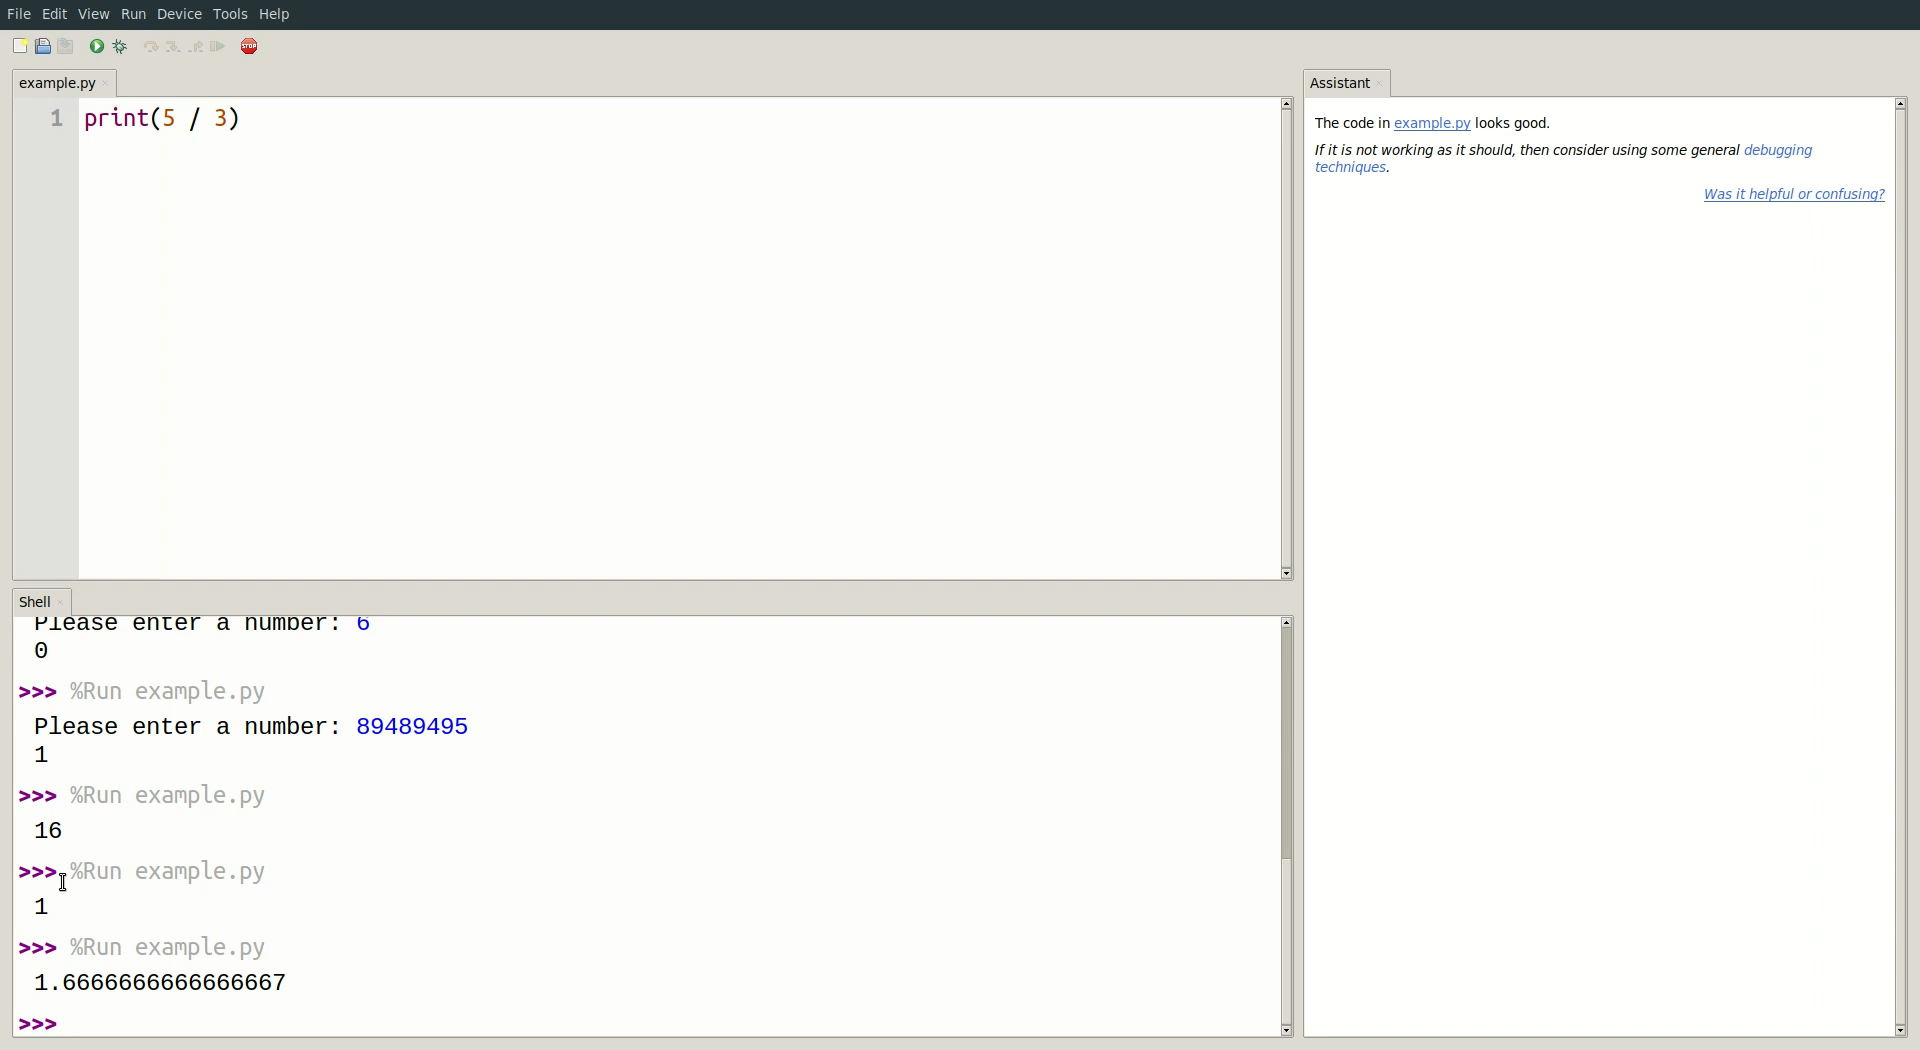 File Edit View Run Device Tools Help
STOP
example.py
1 print(5 / 3)
Shell
Please enter a number: 6
0
>>> %Run example.py
Please enter a number: 89489495
1
>>> %Run example.py
16
>>> %Run example.py
1
>>> %Run example.py
1.6666666666666667
>>>
Assistant
The code in example.py looks good.
If it is not working as it should, then consider using some general debugging
techniques.
Was it helpful or confusing?